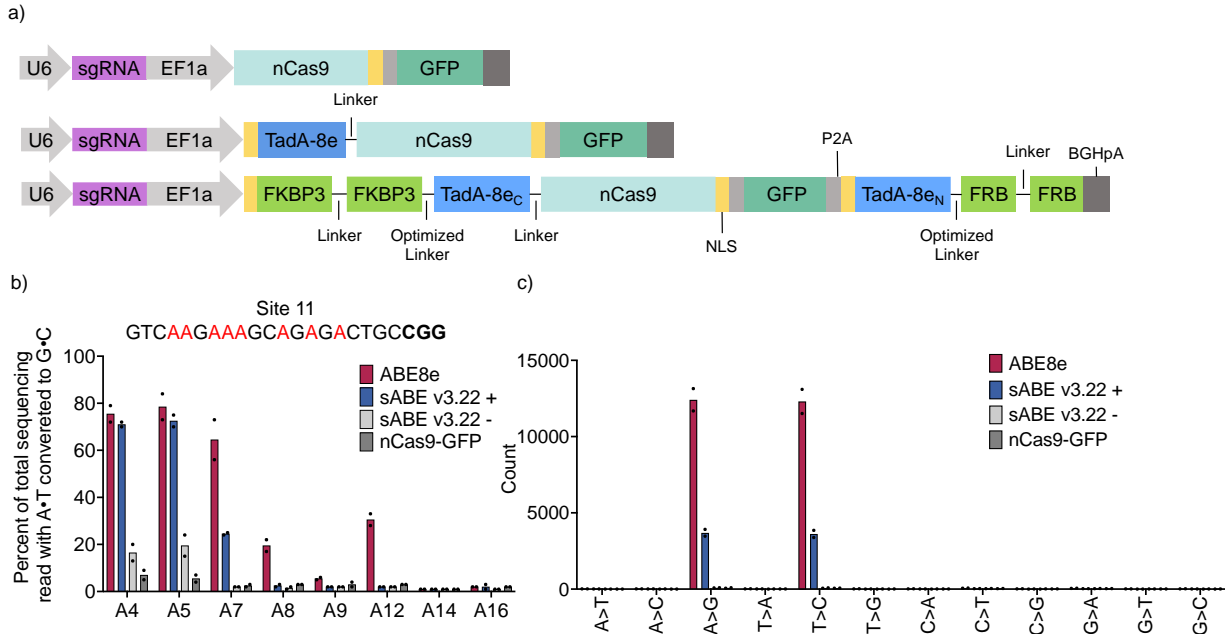 a)
U6 sgRNA EF1a nCas9 GFP
Linker
U6 sgRNA EF1a TadA-8e nCas9 GFP
P2A
Linker
BGHpA
U6 sgRNA EF1a FKBP3 FKBP3 TadA-8eC nCas9 GFP TadA-8eN FRB FRB
Linker
Optimized
Linker
Linker
NLS
Optimized
Linker
b)
Site 11
GTCAAGAAAGCAGAGACTGCCGG
Percent of total sequencing
read with A•T convereted to G•C
100
80
60
40
20
0
ABE8e
sABE v3.22 +
sABE v3.22 -
nCas9-GFP
A4 A5 A7 A8 A9 A12 A14 A16
c)
Count
15000
10000
5000
0
ABE8e
sABE v3.22 +
sABE v3.22 -
nCas9-GFP
A>T A>C A>G T>A T>C T>G C>A C>T C>G G>A G>T G>C